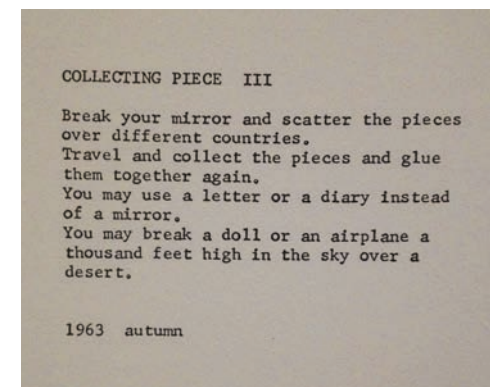 COLLECTING PIECE III
Break your mirror and scatter the pieces
over different countries.
Travel and collect the pieces and glue
them together again.
You may use a letter or a diary instead
of a mirror.
You may break a doll or an airplane a
thousand feet high in the sky over a
desert.
1963 autumn